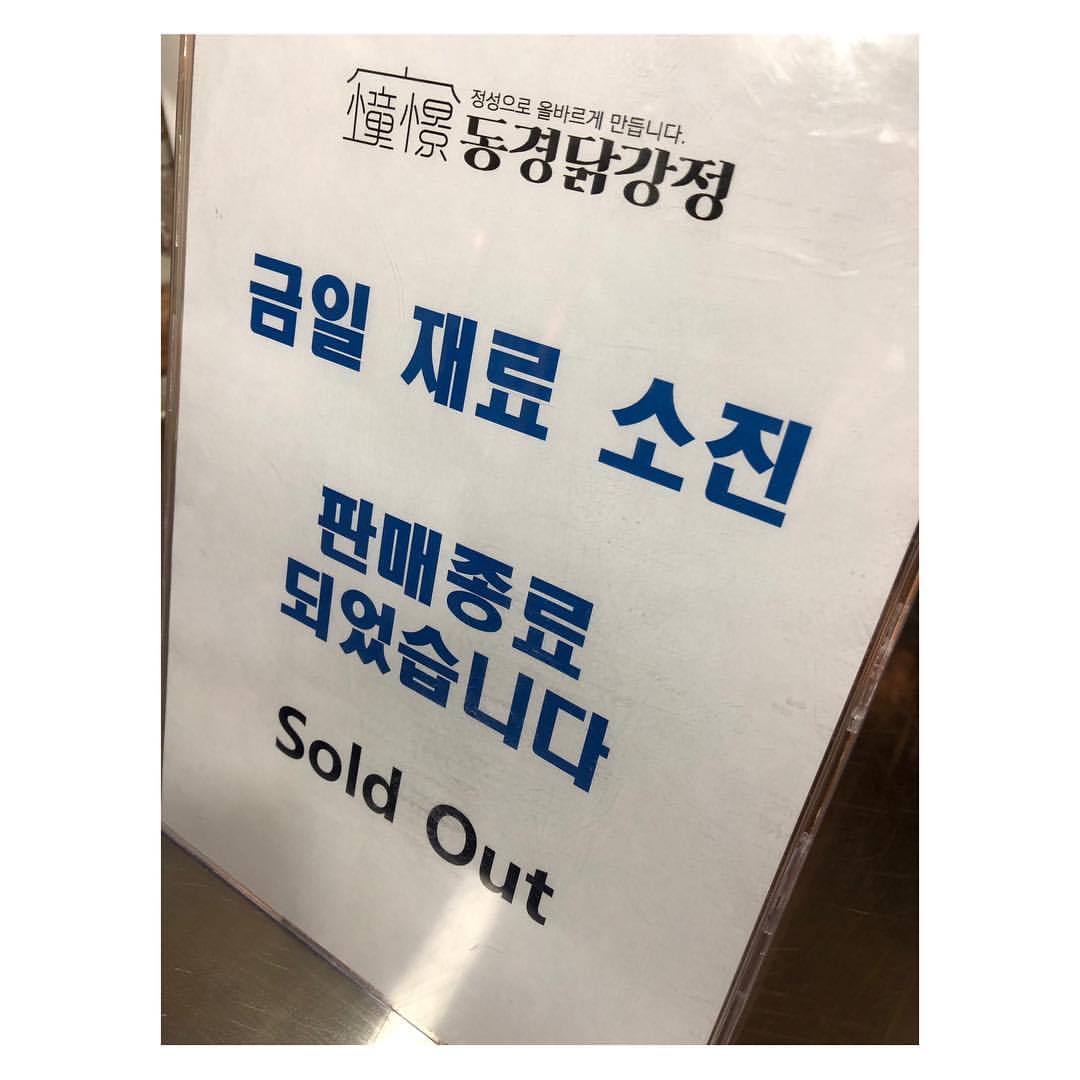 憧憬
정성으로 올바르게 만듭니다.
동경닭강정
금일 재료 소진
판매종료
되었습니다
Sold Out